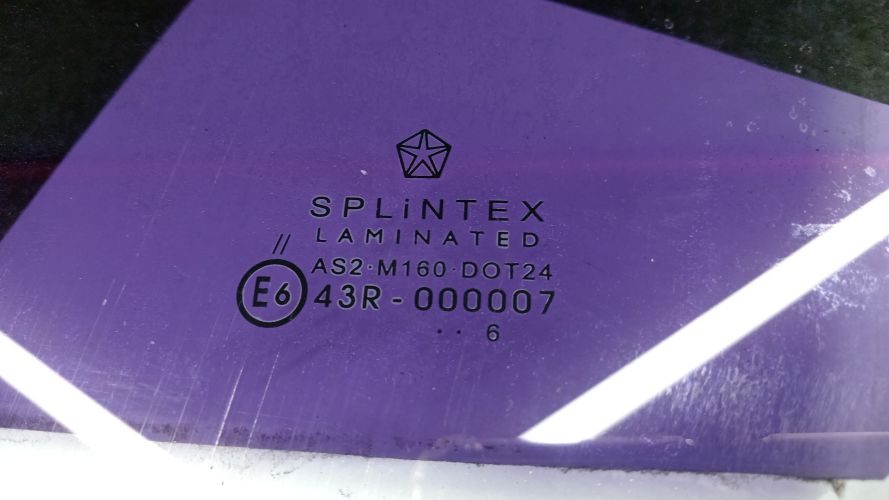 SPLiNTEX
LAMINATED
//
AS2·M160·DOT24
E6 43R-000007
·· 6